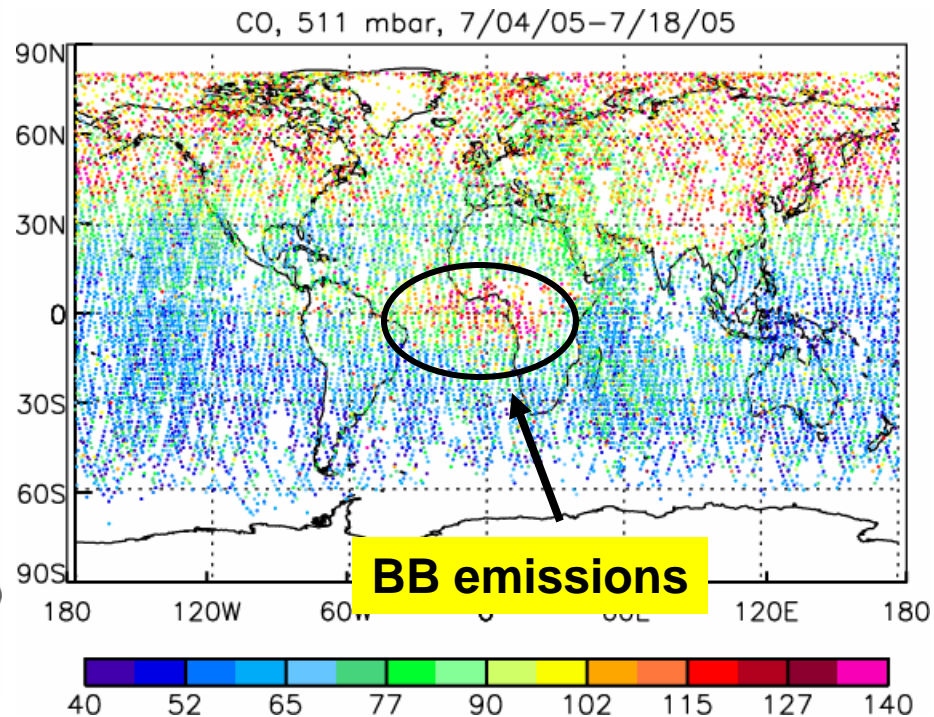 CO, 511 mbar, 7/04/05–7/18/05
90N
60N
30N
0
30S
60S
90S
)
BB emissions
180 120W 60W 0 60E 120E 180
40 52 65 77 90 102 115 127 140